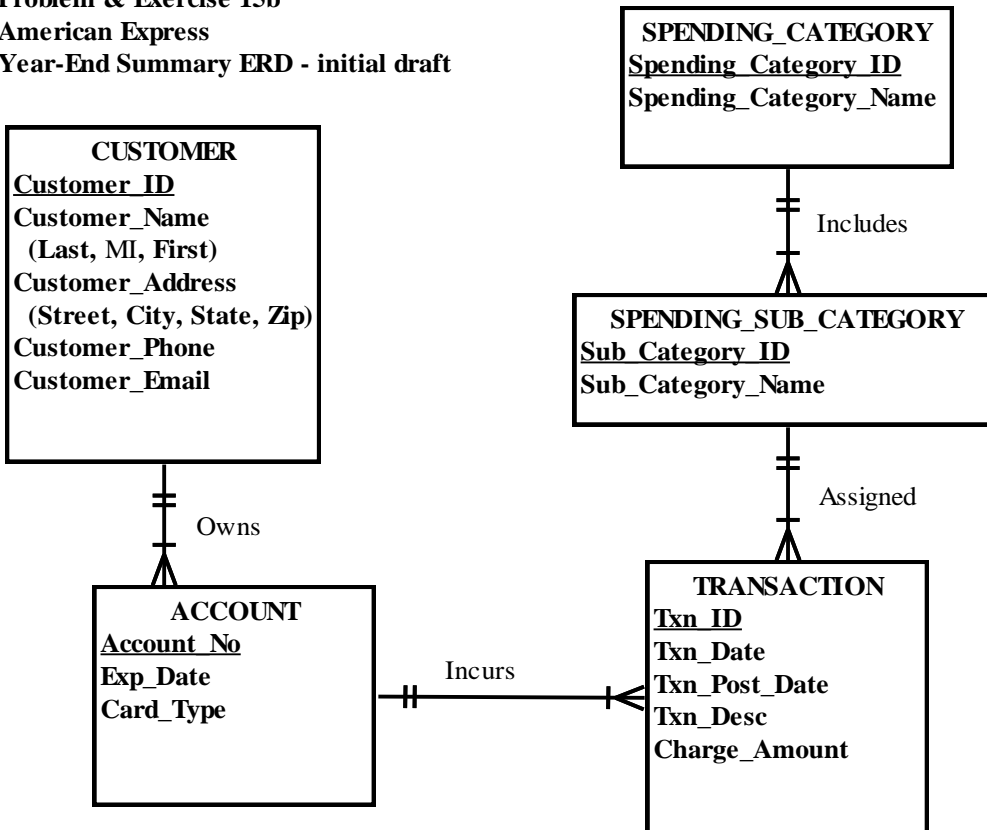 Problem & Exercise 15b
American Express
Year-End Summary ERD - initial draft
SPENDING_CATEGORY
Spending_Category_ID
Spending_Category_Name
CUSTOMER
Customer_ID
Customer_Name
(Last, MI, First)
Customer_Address
(Street, City, State, Zip)
Customer_Phone
Customer_Email
Includes
SPENDING_SUB_CATEGORY
Sub_Category_ID
Sub_Category_Name
Owns
Assigned
ACCOUNT
Account_No
Exp_Date
Card_Type
Incurs
TRANSACTION
Txn_ID
Txn_Date
Txn_Post_Date
Txn_Desc
Charge_Amount